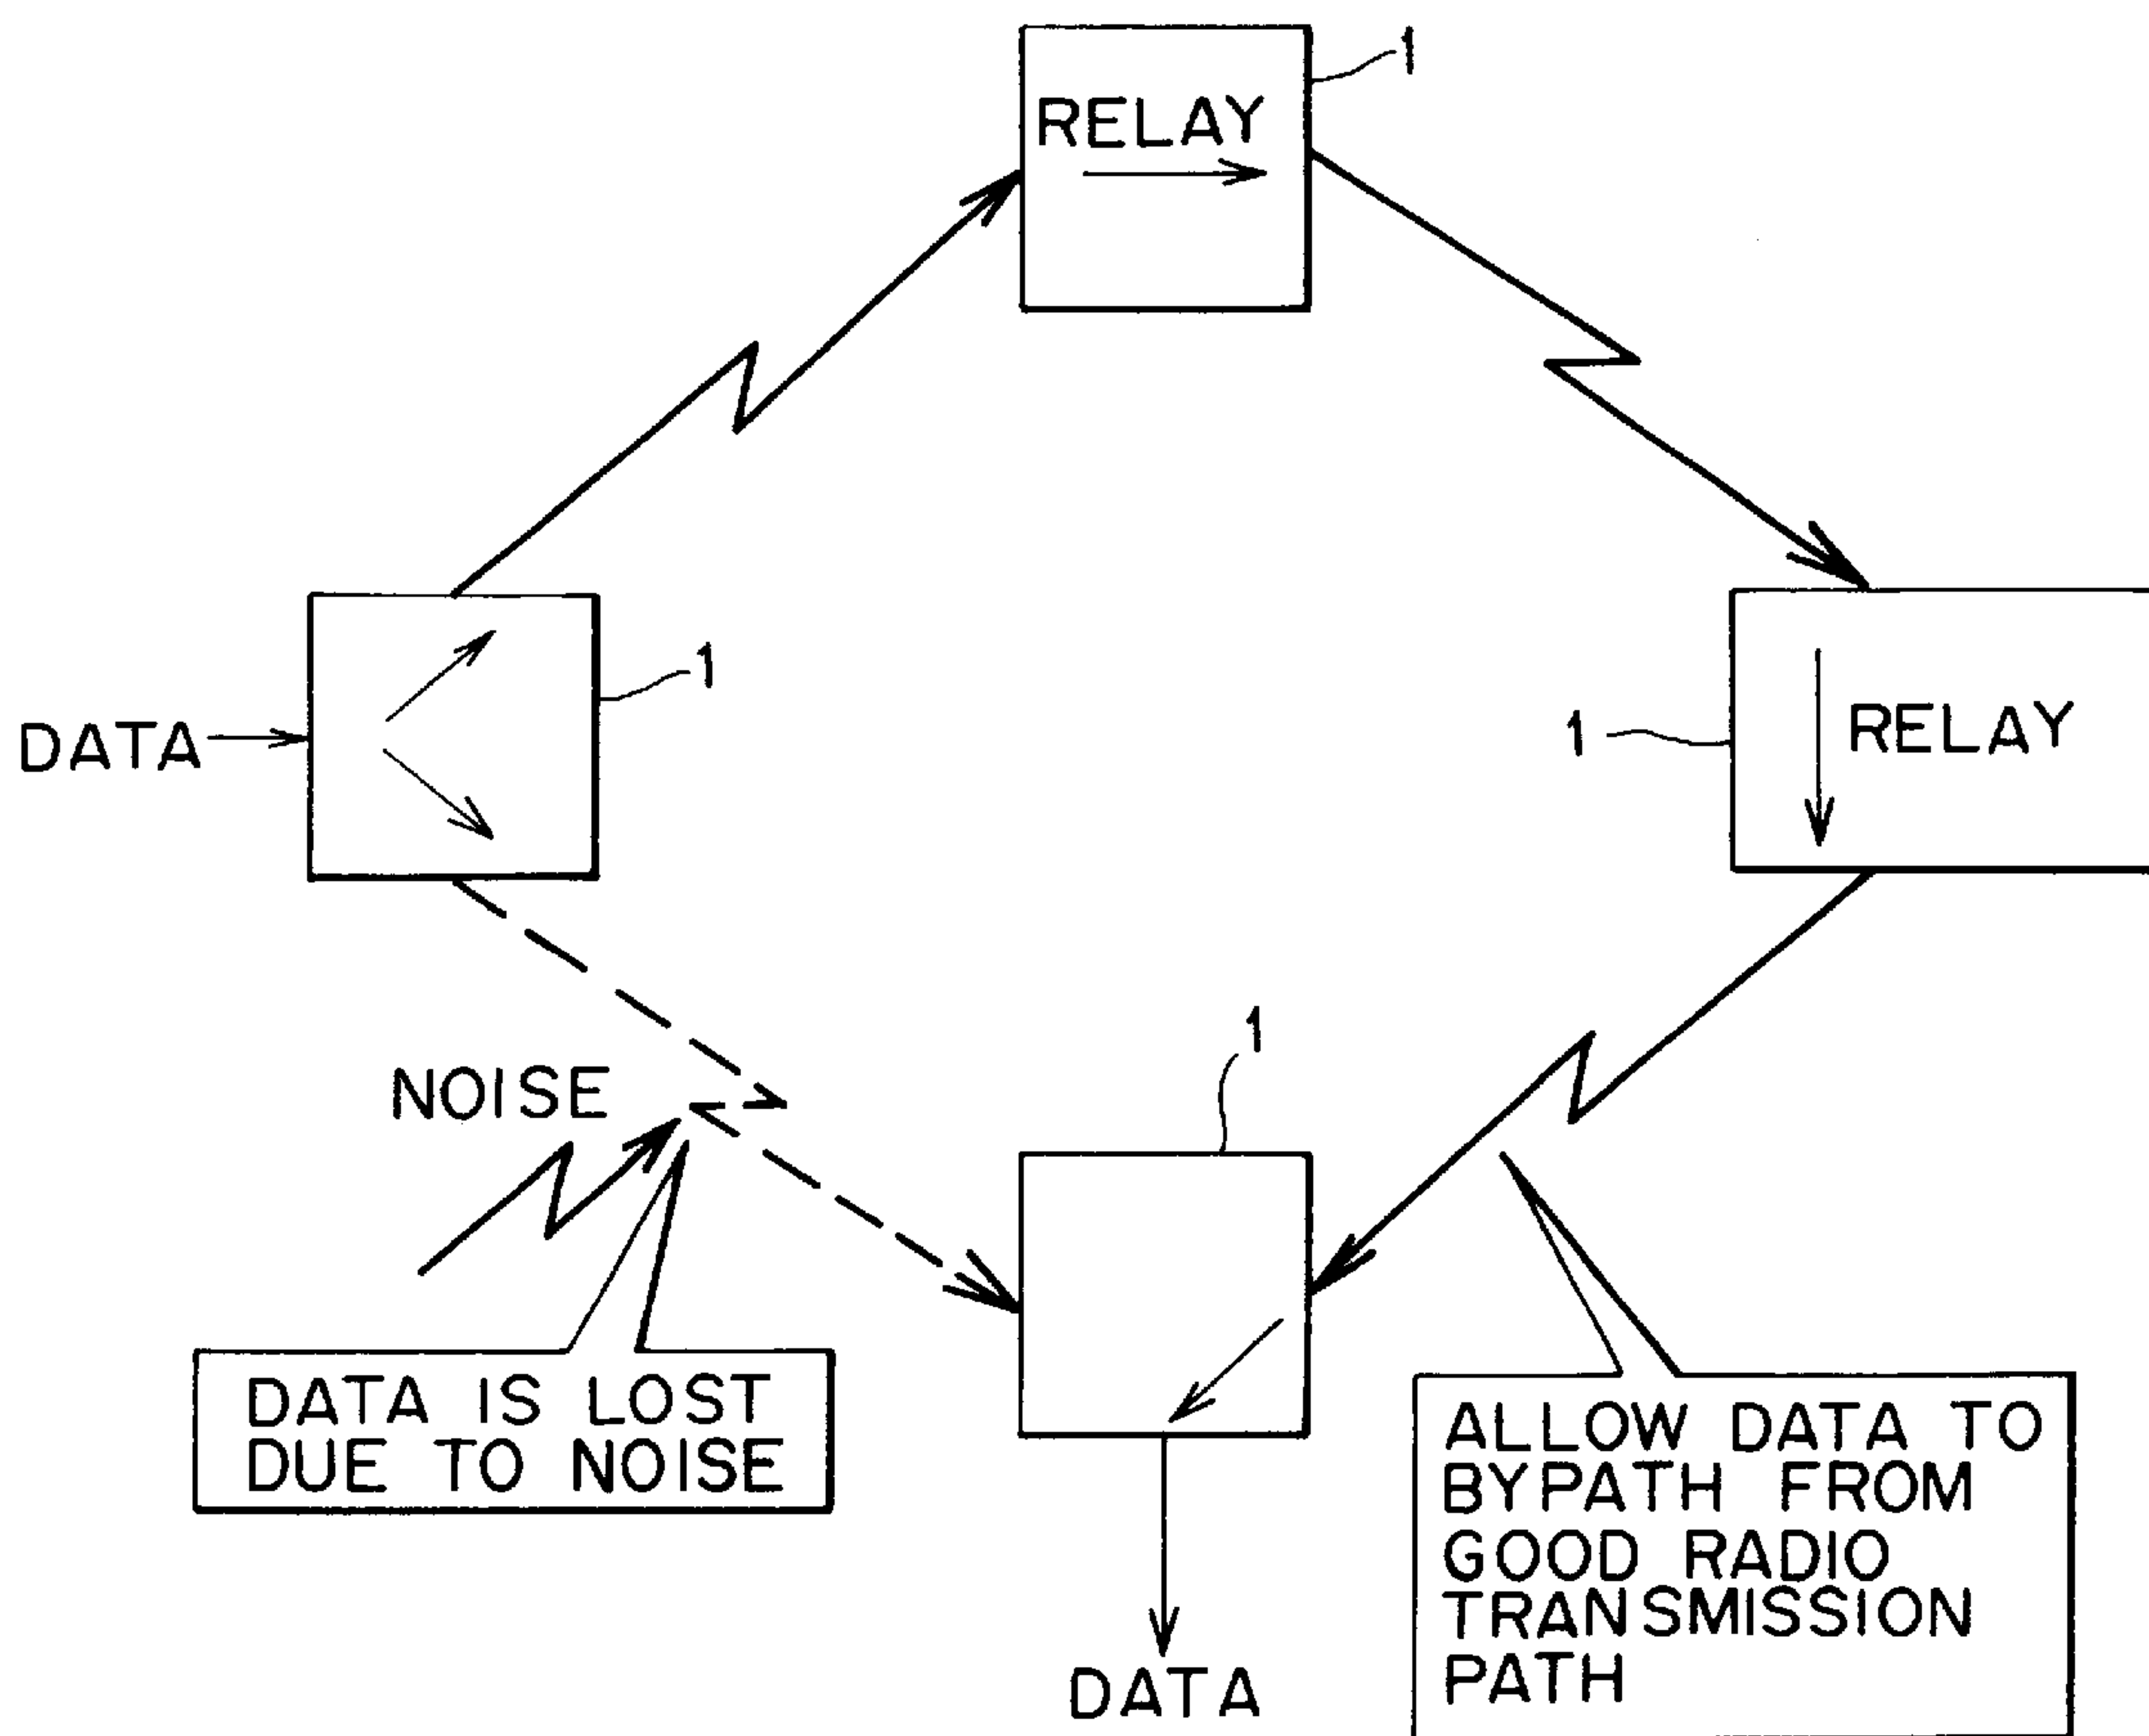 1
RELAY
1
DATA
1
RELAY
1
NOISE
DATA IS LOST
DUE TO NOISE
ALLOW DATA TO
BYPATH FROM
GOOD RADIO
TRANSMISSION
PATH
DATA